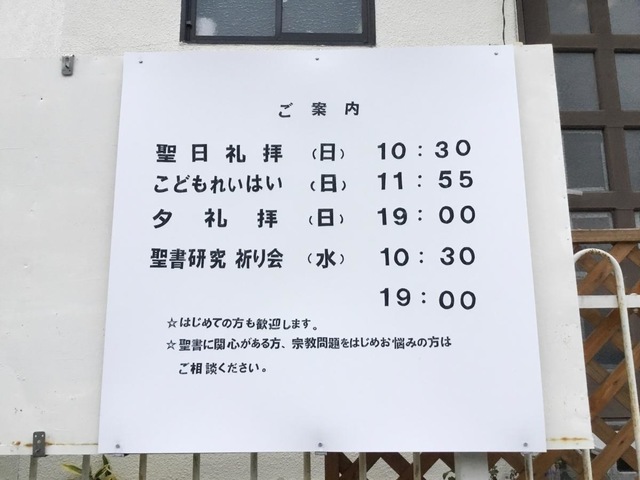 ご案内
聖日礼拝 (日) 10:30
こどもれいはい (日) 11:55
夕礼拝 (日) 19:00
聖書研究 祈り会 (水) 10:30
19:00
☆はじめての方も歓迎します。
☆聖書に関心がある方、宗教問題をはじめお悩みの方は
ご相談ください。